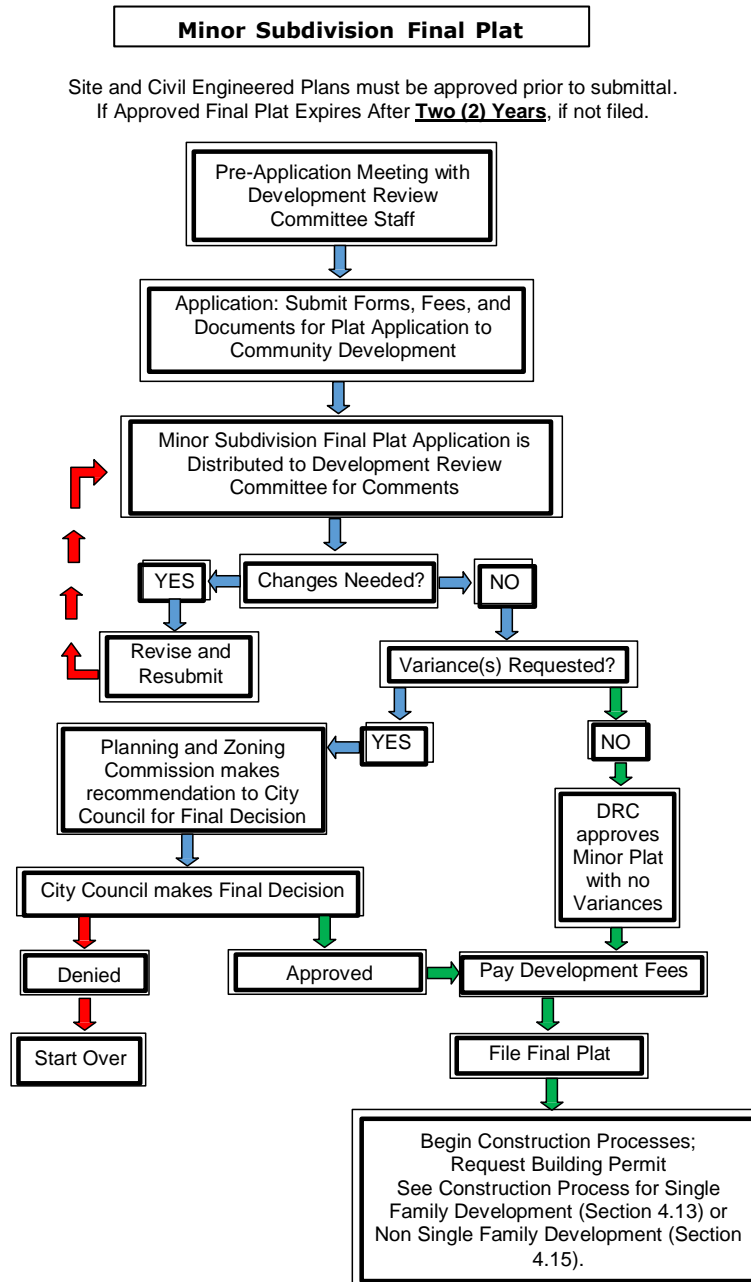 Minor Subdivision Final Plat
Site and Civil Engineered Plans must be approved prior to submittal.
If Approved Final Plat Expires After Two (2) Years, if not filed.
Pre-Application Meeting with
Development Review
Committee Staff
Application: Submit Forms, Fees, and
Documents for Plat Application to
Community Development
Minor Subdivision Final Plat Application is
Distributed to Development Review
Committee for Comments
YES
Changes Needed?
NO
Revise and
Resubmit
Variance(s) Requested?
YES
NO
Planning and Zoning
Commission makes
recommendation to City
Council for Final Decision
DRC
approves
Minor Plat
with no
Variances
City Council makes Final Decision
Denied
Approved
Pay Development Fees
Start Over
File Final Plat
Begin Construction Processes;
Request Building Permit
See Construction Process for Single
Family Development (Section 4.13) or
Non Single Family Development (Section
4.15).